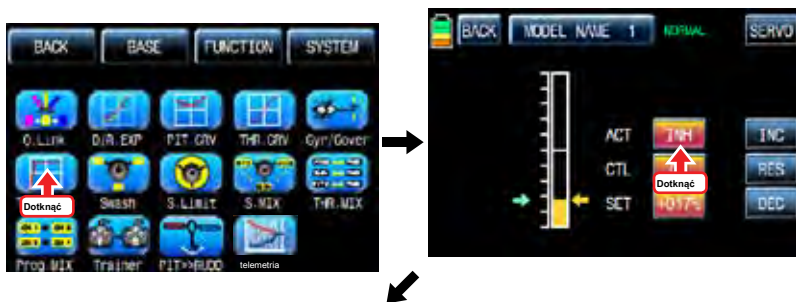 BACK BASE FUNCTION SYSTEM
Q.Link D/R.EXP PIT CRV THR.CRV Gyr/Gover
Dotknąć
Swash S.Limit S.MIX THR.MIX
Prog.MIX Trainer PIT>>RUDD telemetria
BACK MODEL NAME 1 NORMAL SERVO
ACT INH INC
CTL RES
Dotknąć
SET +017% DEC